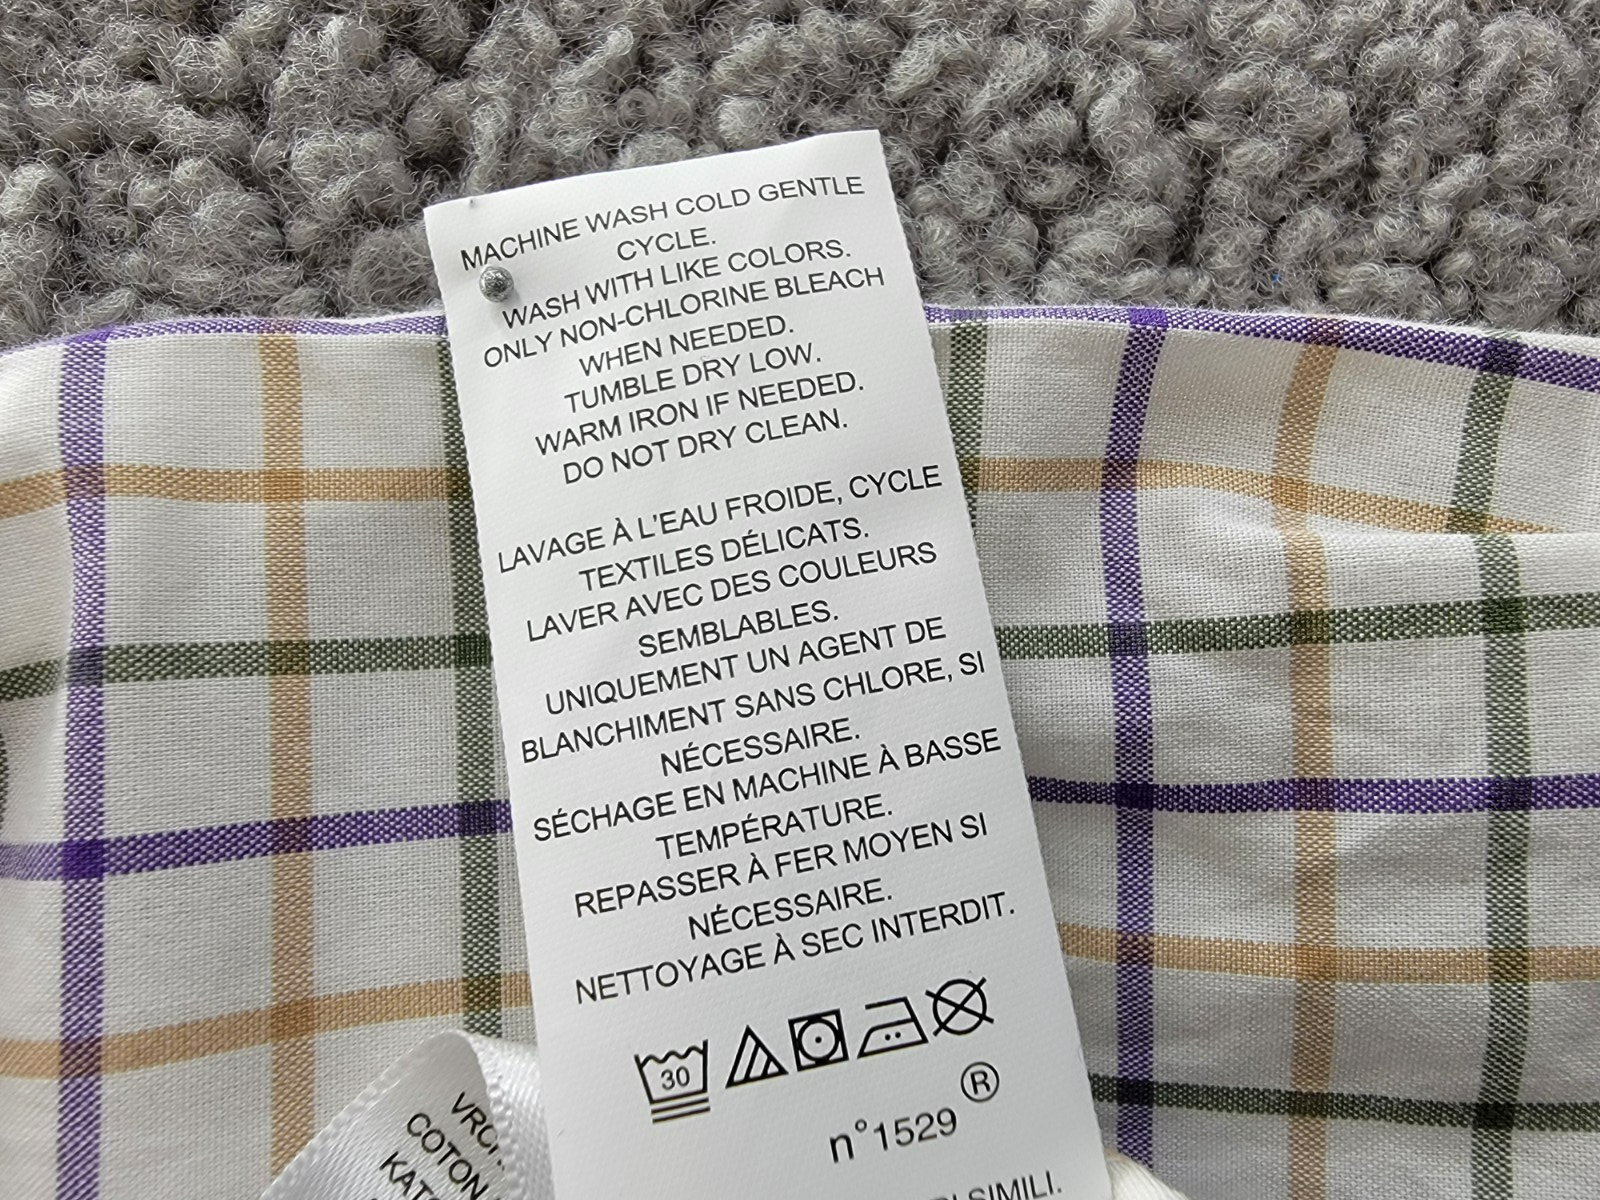 MACHINE WASH COLD GENTLE
CYCLE.
WASH WITH LIKE COLORS.
ONLY NON-CHLORINE BLEACH
WHEN NEEDED.
TUMBLE DRY LOW.
WARM IRON IF NEEDED.
DO NOT DRY CLEAN.
LAVAGE À L'EAU FROIDE, CYCLE
TEXTILES DÉLICATS.
LAVER AVEC DES COULEURS
SEMBLABLES.
UNIQUEMENT UN AGENT DE
BLANCHIMENT SANS CHLORE, SI
NÉCESSAIRE.
SÉCHAGE EN MACHINE À BASSE
TEMPÉRATURE.
REPASSER À FER MOYEN SI
NÉCESSAIRE.
NETTOYAGE À SEC INTERDIT.
30
®
n°1529
SIMILI.
COTON